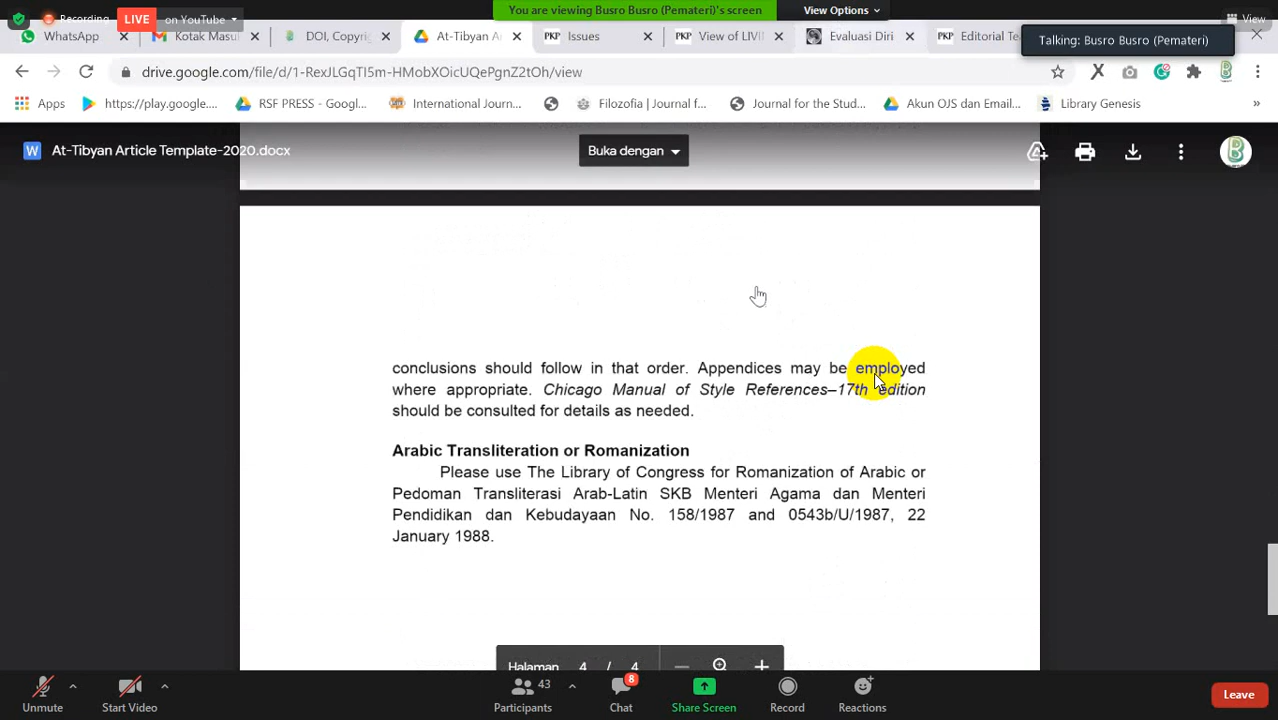 Recording
LIVE
on YouTube
You are viewing Busro Busro (Pemateri)'s screen
View Options
View
WhatsApp
Kotak Masu
DOI, Copyri
At-Tibyan Ar
PKP Issues
PKP View of LIVI
Evaluasi Diri
PKP Editorial Te
Talking: Busro Busro (Pemateri)
drive.google.com/file/d/1-RexJLGqTI5m-HMobXOidSQePgnZ2tOh/view
Apps
https://play.google....
RSF PRESS - Googl...
International Journ...
Filozofia | Journal f...
Journal for the Stud...
Akun OJS dan Email...
Library Genesis
»
W At-Tibyan Article Template-2020.docx
Buka dengan
conclusions should follow in that order. Appendices may be employed
where appropriate. Chicago Manual of Style References–17th edition
should be consulted for details as needed.
Arabic Transliteration or Romanization
Please use The Library of Congress for Romanization of Arabic or
Pedoman Transliterasi Arab-Latin SKB Menteri Agama dan Menteri
Pendidikan dan Kebudayaan No. 158/1987 and 0543b/U/1987, 22
January 1988.
Halaman 4 / 4
Unmute
Start Video
43
Participants
8
Chat
Share Screen
Record
Reactions
Leave